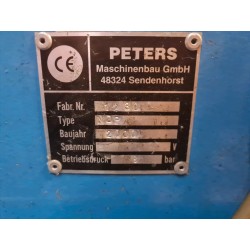 CE
PETERS
Maschinenbau GmbH
48324 Sendenhorst
Fabr. Nr.
Type
Baujahr
Spannung V
Betriebsdruck bar